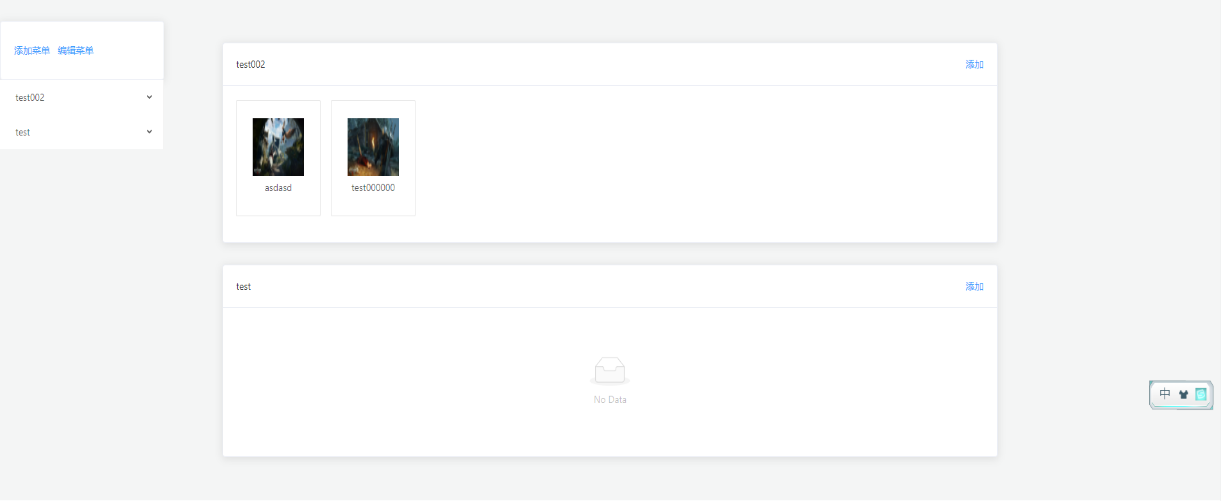 添加菜单 编辑菜单
test002
test
test002
添加
asdasd
test000000
test
添加
No Data
中